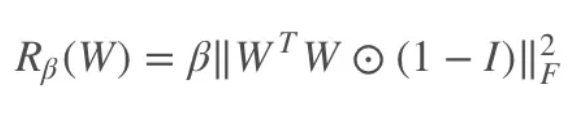 R_β(W) = β‖W^T W ⊙ (1 − I)‖_F^2